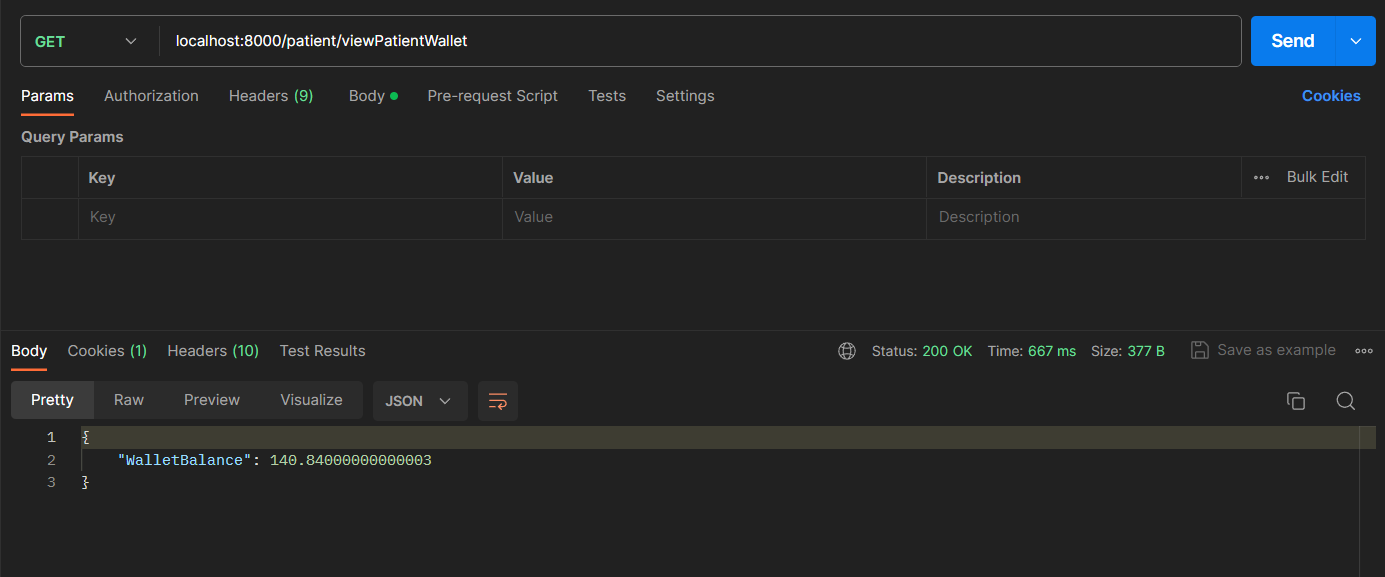 GET localhost:8000/patient/viewPatientWallet Send
Params Authorization Headers (9) Body Pre-request Script Tests Settings Cookies
Query Params
Key Value Description Bulk Edit
Key Value Description
Body Cookies (1) Headers (10) Test Results Status: 200 OK Time: 667 ms Size: 377 B Save as example
Pretty Raw Preview Visualize JSON
1 {
2 "WalletBalance": 140.84000000000003
3 }